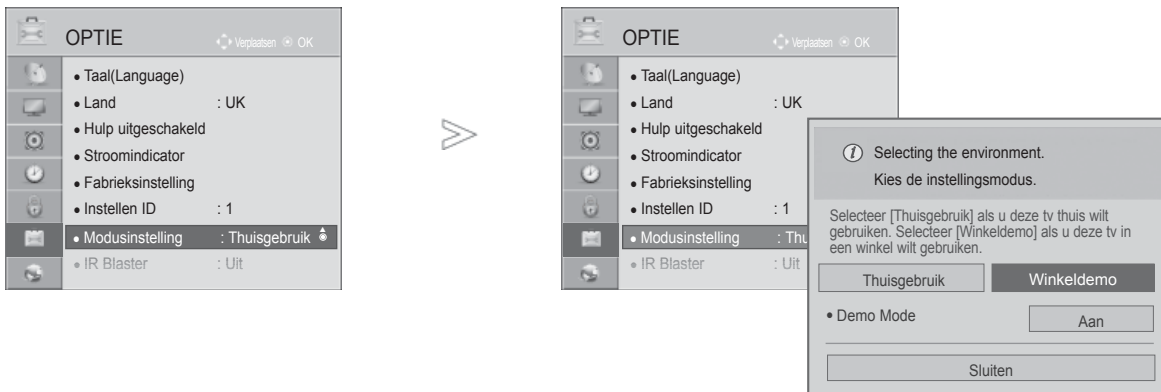 OPTIE Verplaatsen OK
• Taal(Language)
• Land : UK
• Hulp uitgeschakeld
• Stroomindicator
• Fabrieksinstelling
• Instellen ID : 1
• Modusinstelling : Thuisgebruik
• IR Blaster : Uit
OPTIE Verplaatsen OK
• Taal(Language)
• Land : UK
• Hulp uitgeschakeld
• Stroomindicator
• Fabrieksinstelling
• Instellen ID : 1
• Modusinstelling : Thu
• IR Blaster : Uit
i Selecting the environment.
Kies de instellingsmodus.
Selecteer [Thuisgebruik] als u deze tv thuis wilt
gebruiken. Selecteer [Winkeldemo] als u deze tv in
een winkel wilt gebruiken.
Thuisgebruik Winkeldemo
• Demo Mode Aan
Sluiten